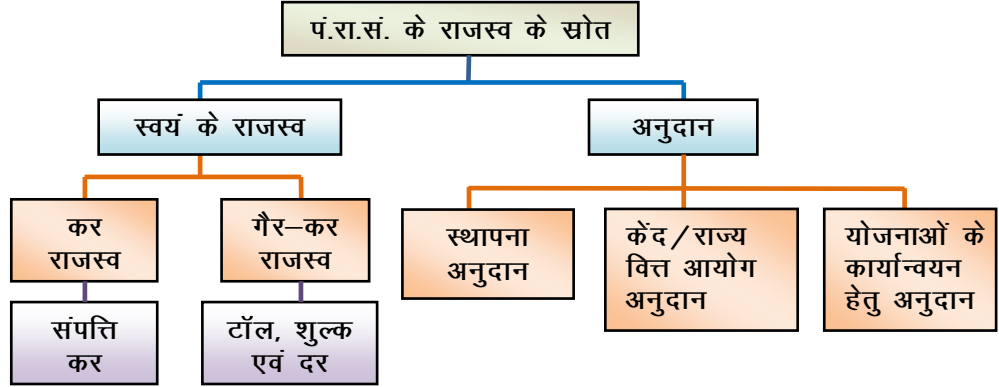 पं.रा.सं. के राजस्व के स्रोत
स्वयं के राजस्व
अनुदान
कर
राजस्व
गैर–कर
राजस्व
स्थापना
अनुदान
केंद/राज्य
वित्त आयोग
अनुदान
योजनाओं के
कार्यान्वयन
हेतु अनुदान
संपत्ति
कर
टॉल, शुल्क
एवं दर